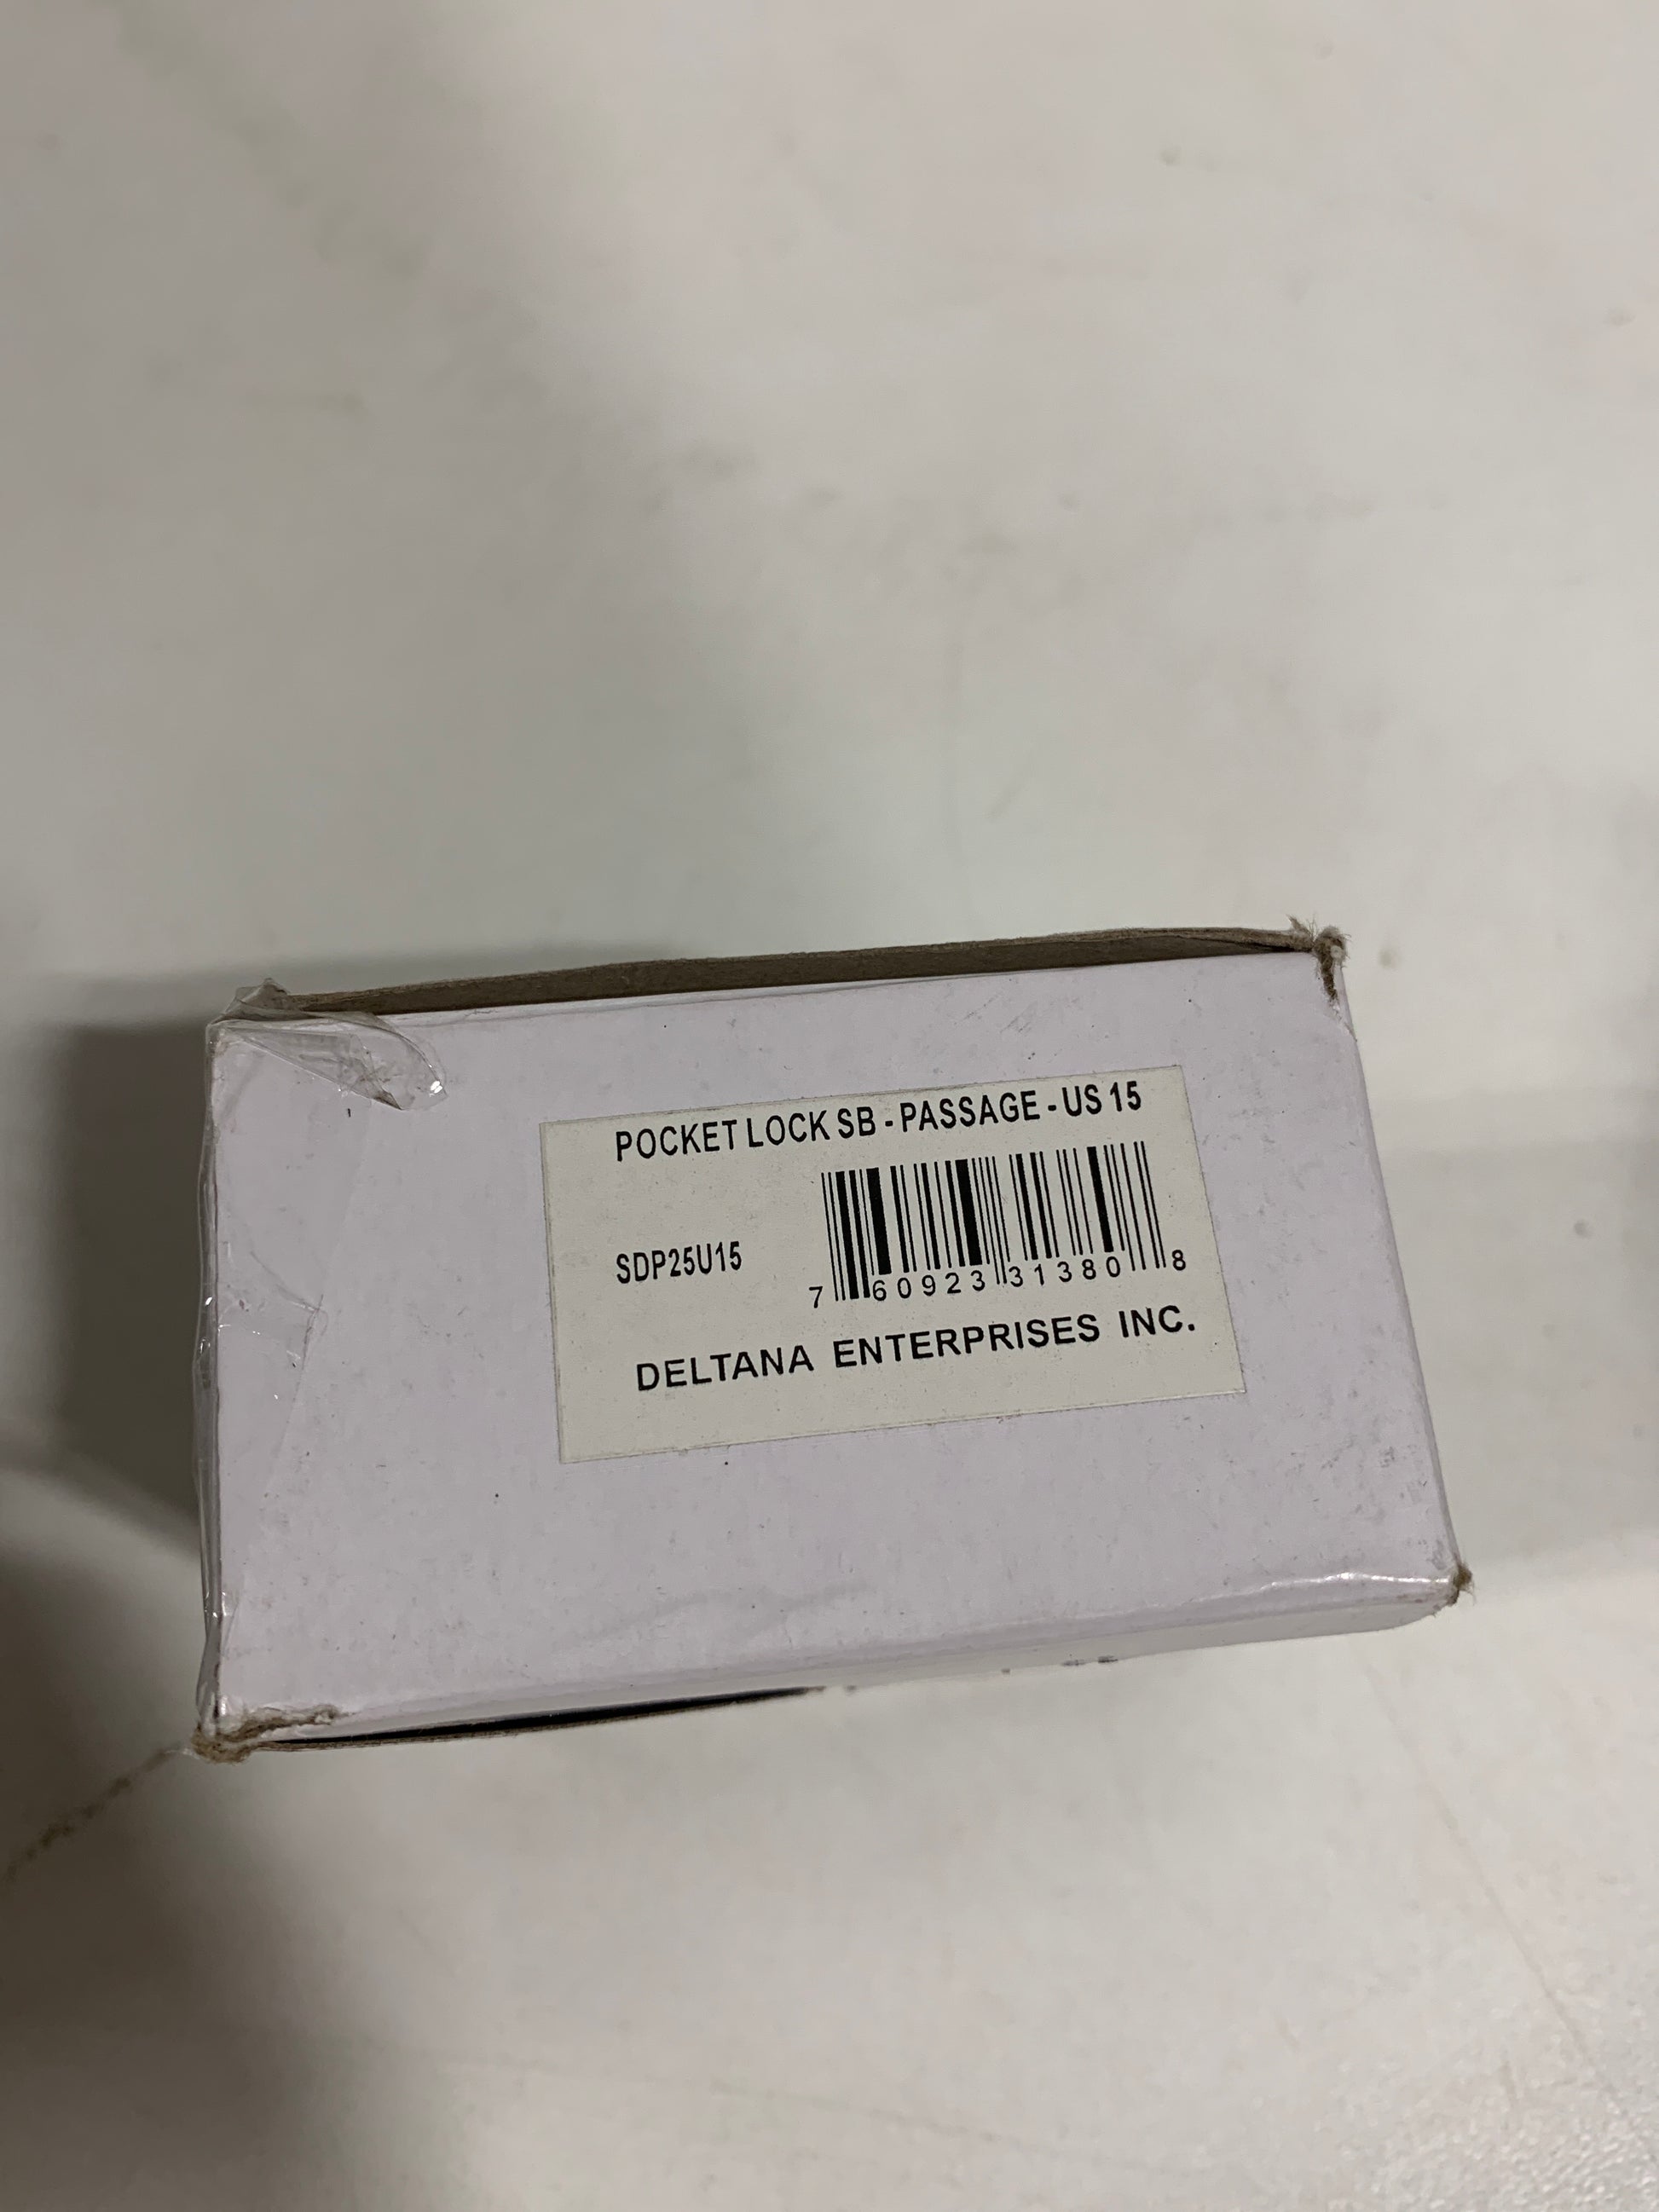 POCKET LOCK SB - PASSAGE - US 15
SDP25U15
7 60923 31380 8
DELTANA ENTERPRISES INC.